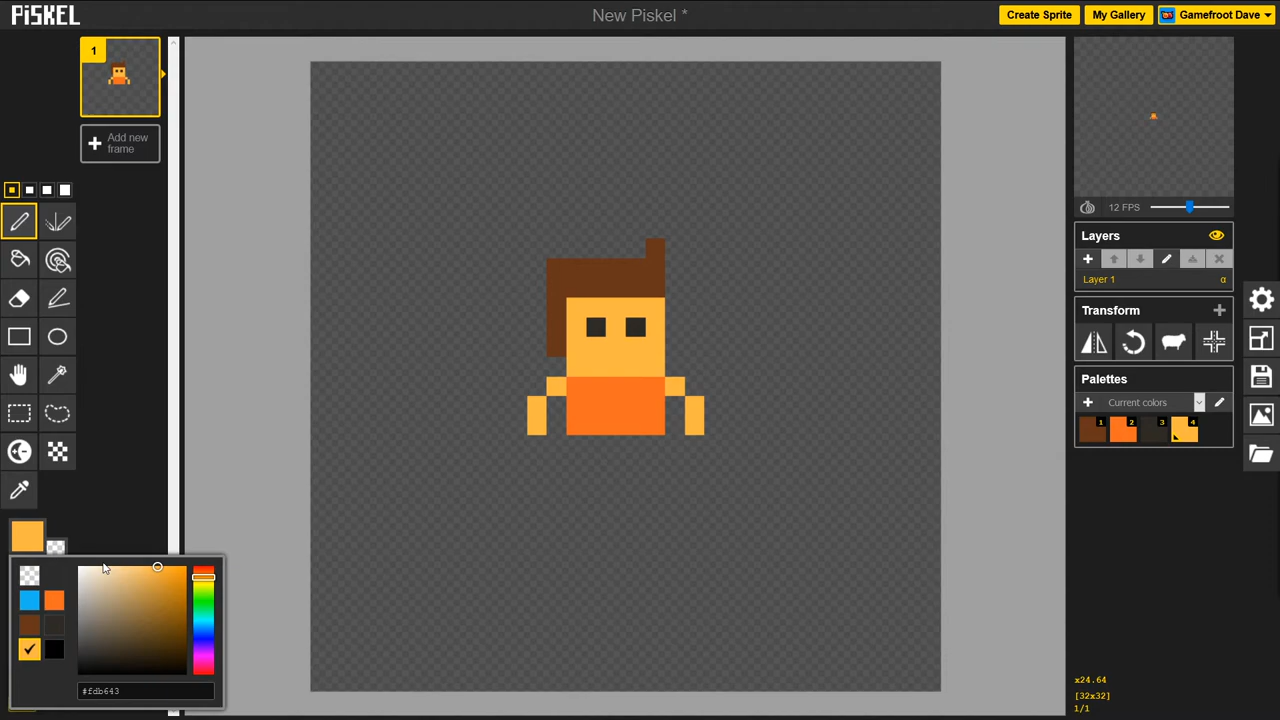 PiSKEL
New Piskel *
Create Sprite
My Gallery
Gamefroot Dave
1
Add new
frame
12 FPS
Layers
Layer 1
α
Transform
Palettes
Current colors
1
2
3
4
#fdb643
x24.64
[32x32]
1/1